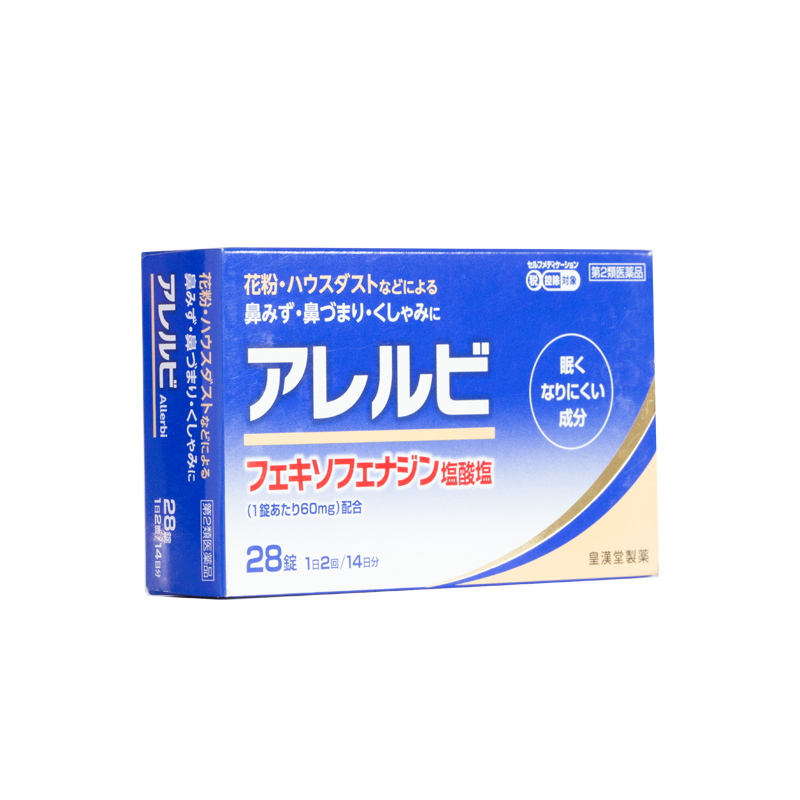 花粉・ハウスダストなどによる
鼻みず・鼻づまり・くしゃみに
アレルビ
フェキソフェナジン塩酸塩
(1錠あたり60mg)配合
28錠 1日2回/14日分
セルフメディケーション
税 控除 対象
第2類医薬品
眠く
なりにくい
成分
皇漢堂製薬
花粉・ハウスダストなどによる
鼻みず・鼻づまり・くしゃみに
アレルビ
Allerbi
第2類医薬品
28錠
1日2回/14日分